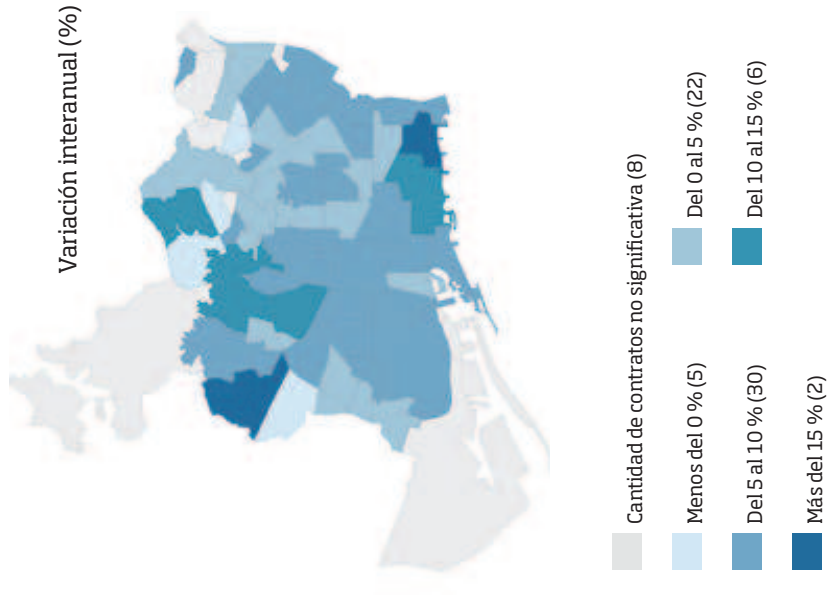 Variación interanual (%)
Cantidad de contratos no significativa (8)
Menos del 0 % (5)
Del 0 al 5 % (22)
Del 5 al 10 % (30)
Del 10 al 15 % (6)
Más del 15 % (2)